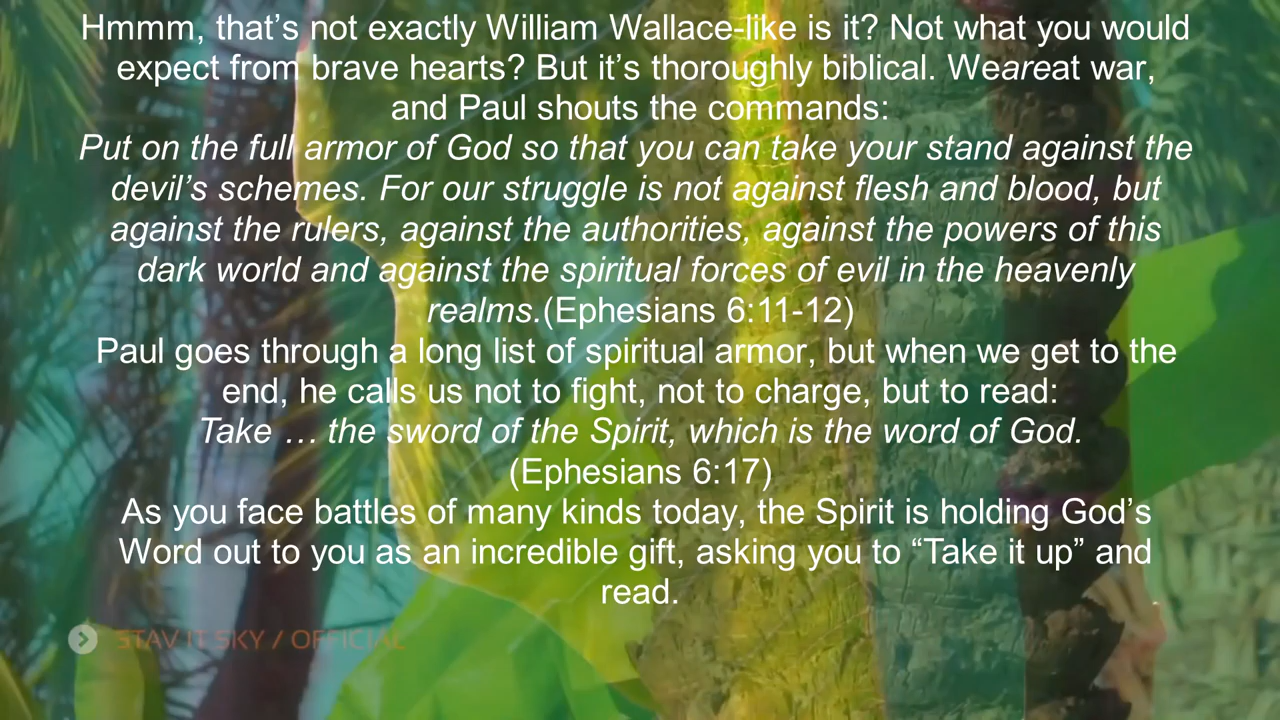 Hmmm, that’s not exactly William Wallace-like is it? Not what you would
expect from brave hearts? But it’s thoroughly biblical. Weareat war,
and Paul shouts the commands:
Put on the full armor of God so that you can take your stand against the
devil’s schemes. For our struggle is not against flesh and blood, but
against the rulers, against the authorities, against the powers of this
dark world and against the spiritual forces of evil in the heavenly
realms.(Ephesians 6:11-12)
Paul goes through a long list of spiritual armor, but when we get to the
end, he calls us not to fight, not to charge, but to read:
Take … the sword of the Spirit, which is the word of God.
(Ephesians 6:17)
As you face battles of many kinds today, the Spirit is holding God’s
Word out to you as an incredible gift, asking you to “Take it up” and
read.
STAV IT SKY / OFFICIAL